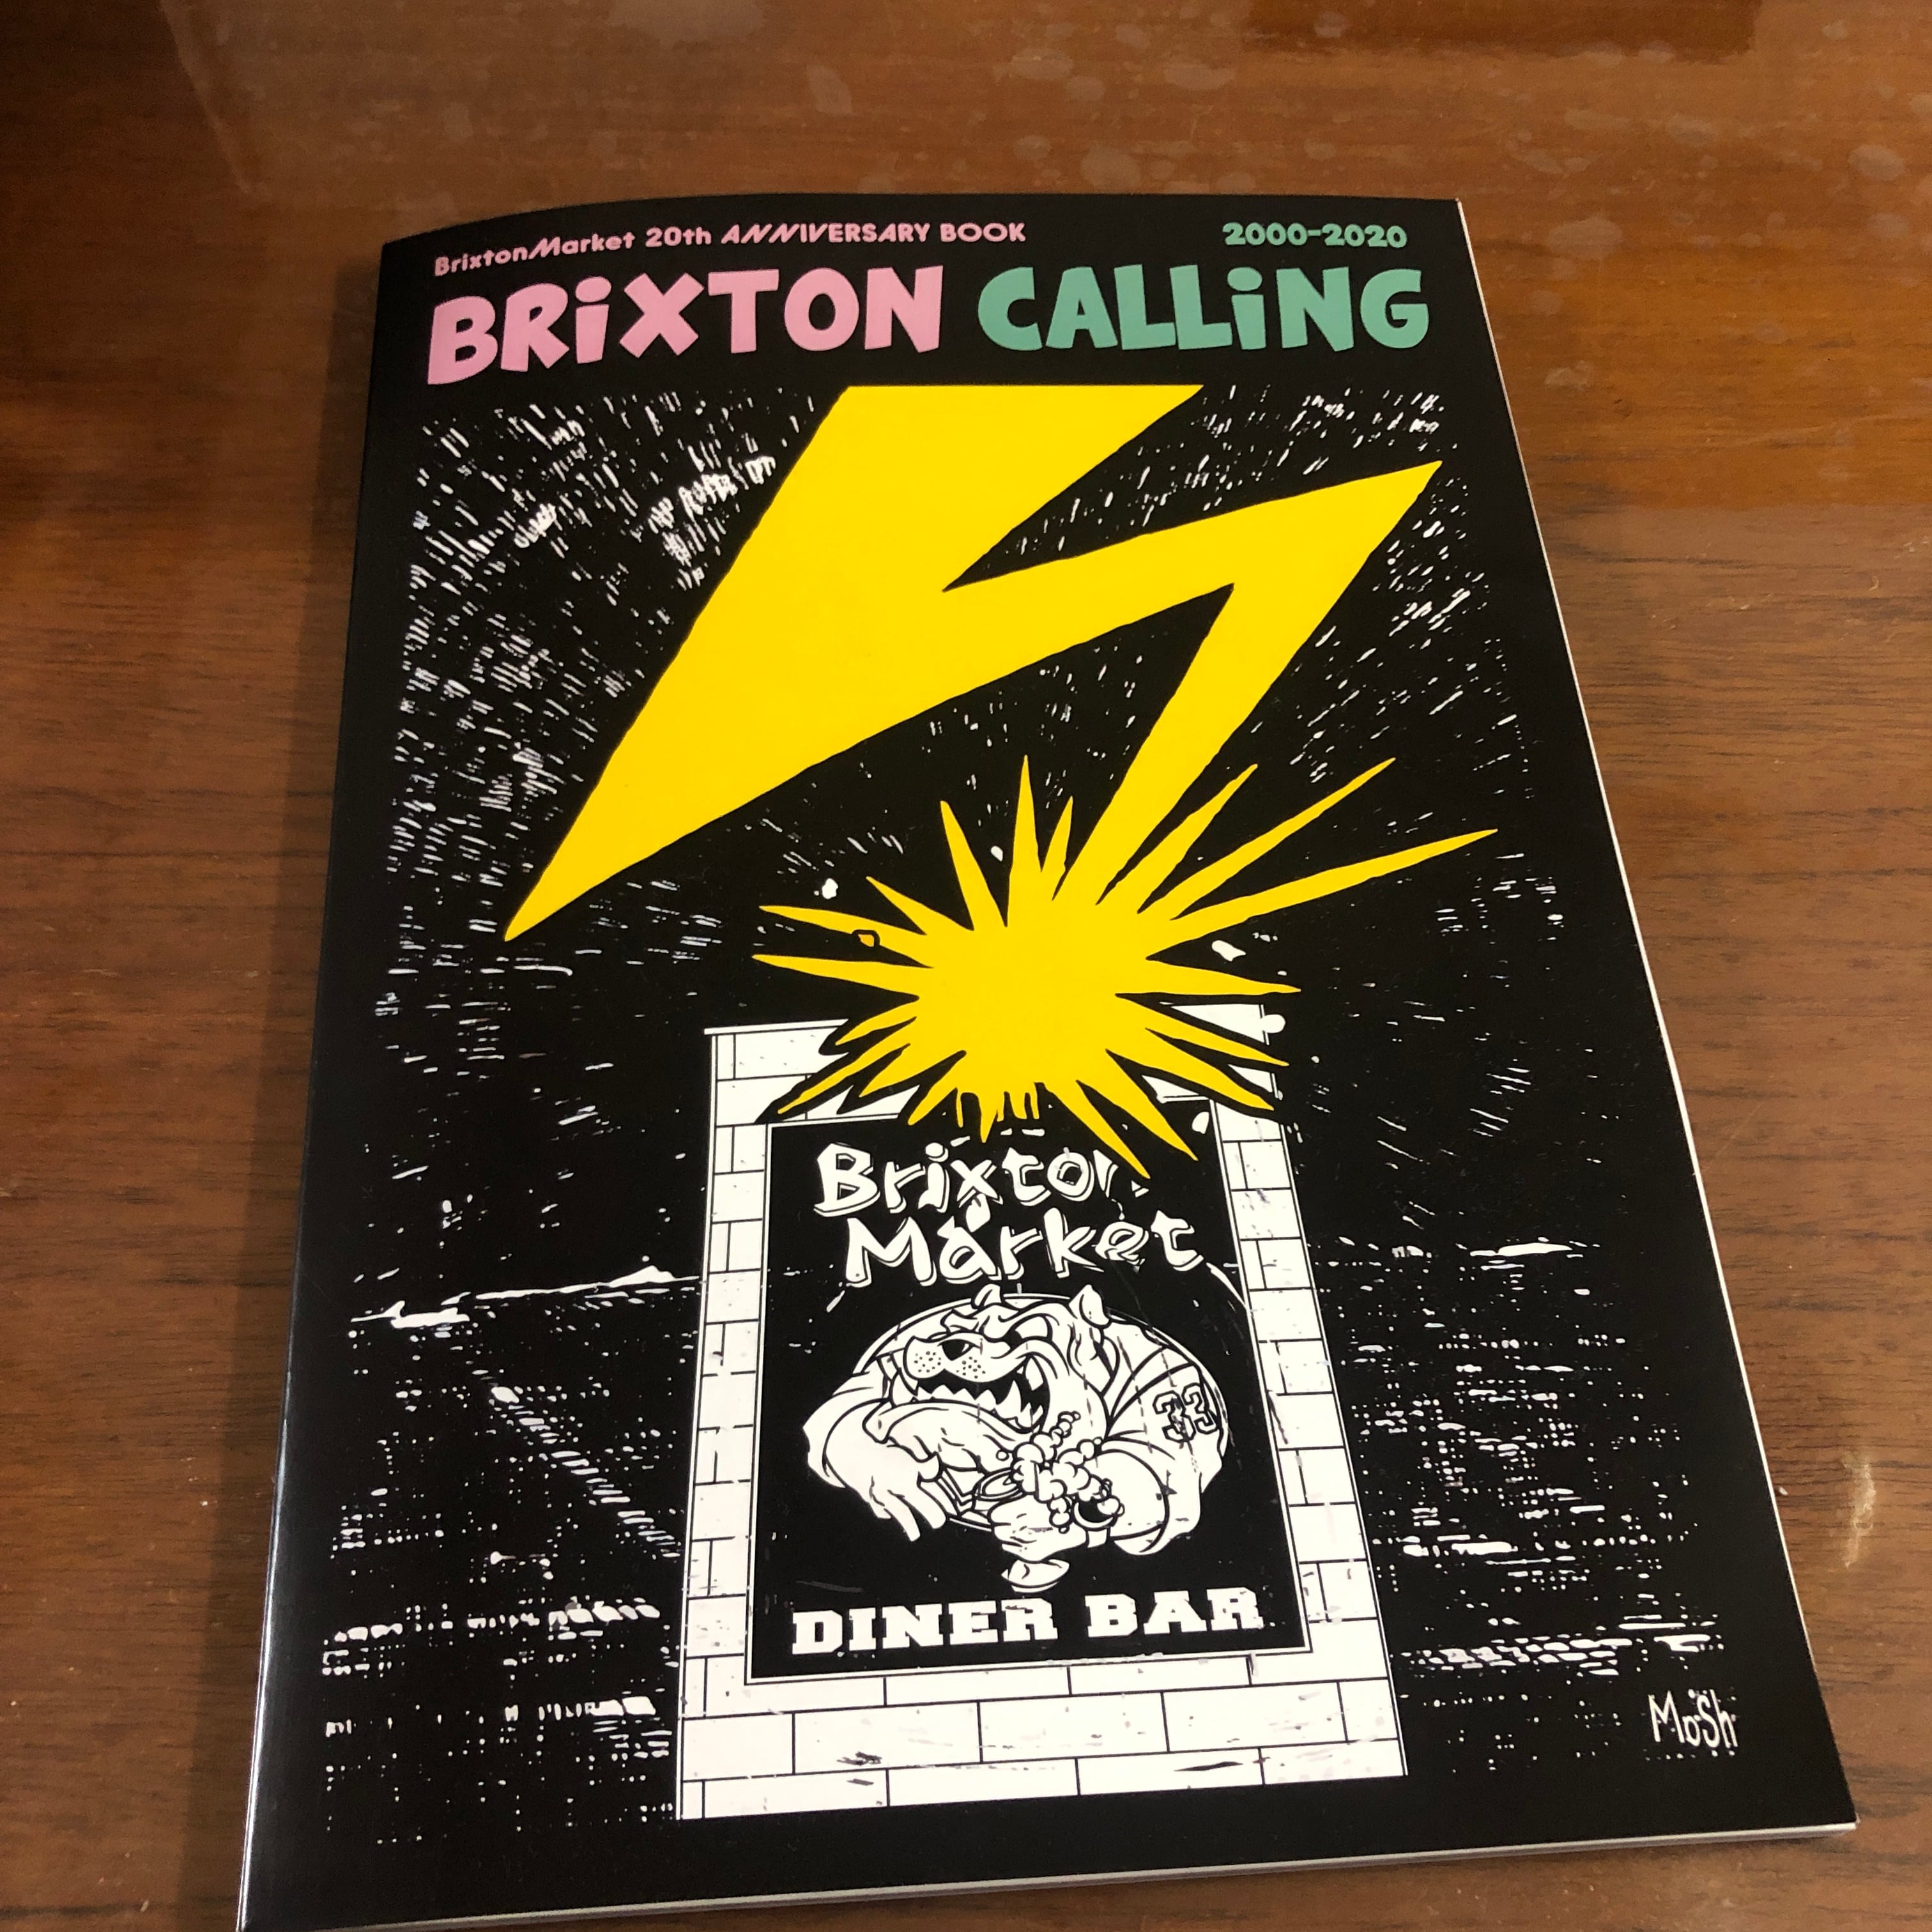 BrixtonMarket 20th ANNIVERSARY BOOK 2000-2020
BRiXTON CALLiNG
Brixton
Market
33
DINER BAR
MoSh